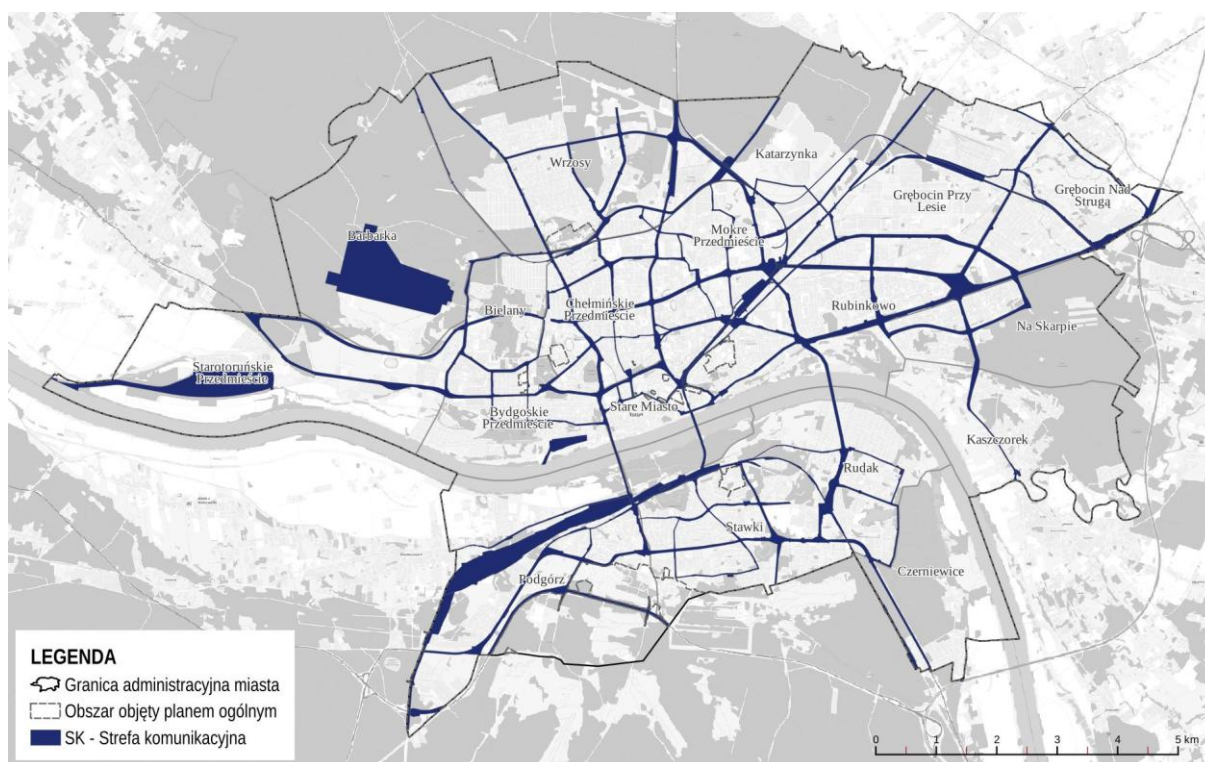 Katarzynka
Wrzosy
Grębocin Nad
Strugą
Grębocin Przy
Lesie
Mokre
Przedmieście
Barbarka
Chełmińskie
Przedmieście
Bielany
Rubinkowo
Na Skarpie
Starotoruńskie
Przedmieście
Stare Miasto
Bydgoskie
Przedmieście
Kaszczorek
Rudak
Stawki
Czerniewice
Podgórz
LEGENDA
Granica administracyjna miasta
Obszar objęty planem ogólnym
SK - Strefa komunikacyjna
0 1 2 3 4 5 km